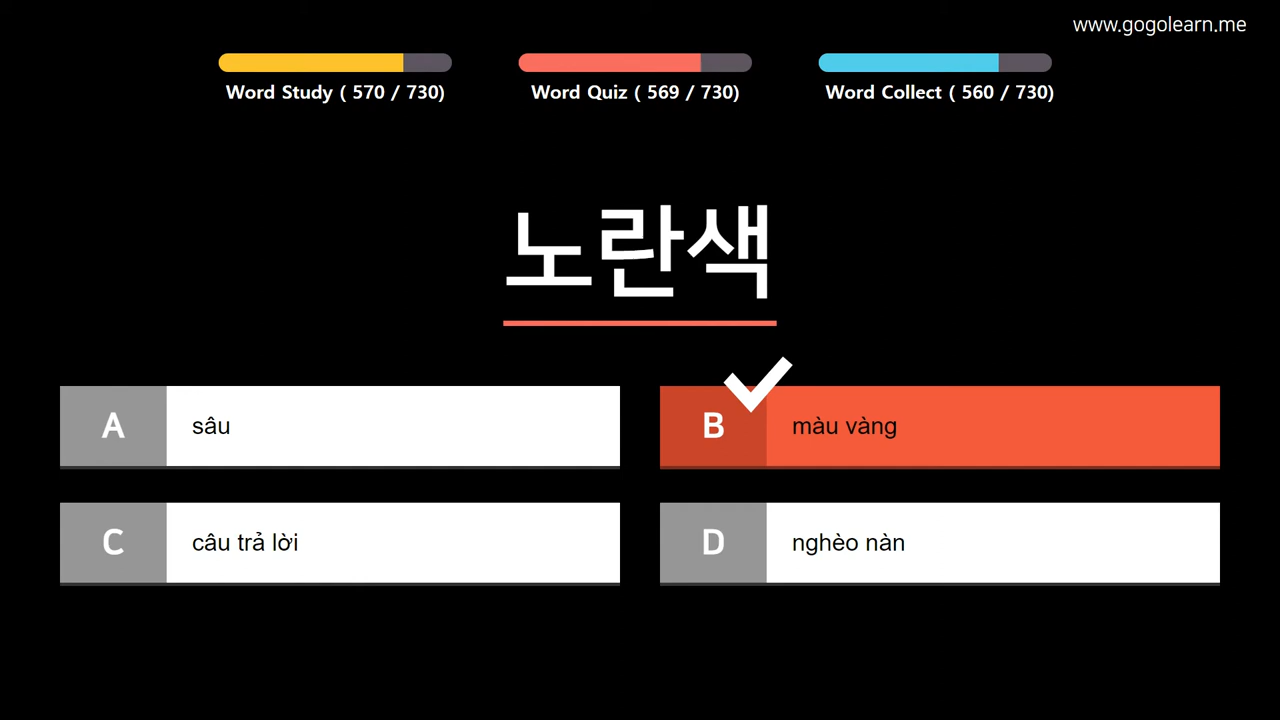 www.gogolearn.me
Word Study ( 570 / 730)
Word Quiz ( 569 / 730)
Word Collect ( 560 / 730)
노란색
A
sâu
B
màu vàng
C
câu trả lời
D
nghèo nàn